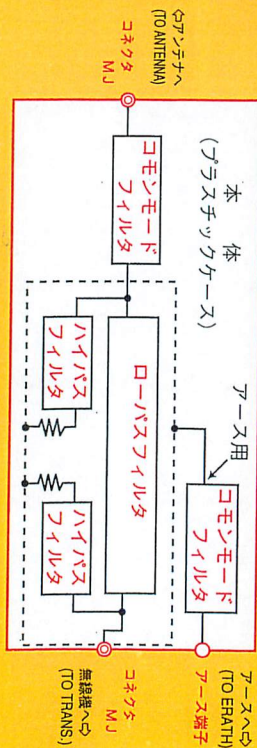 ⇦アンテナへ
(TO ANTENNA)
コネクタ
MJ
本 体
(プラスチックケース)
コモンモード
フィルタ
アース用
コモンモード
フィルタ
ローパスフィルタ
ハイパス
フィルタ
ハイパス
フィルタ
アースへ⇨
(TO ERATH)
アース端子
コネクタ
MJ
無線機へ⇨
(TO TRANS.)